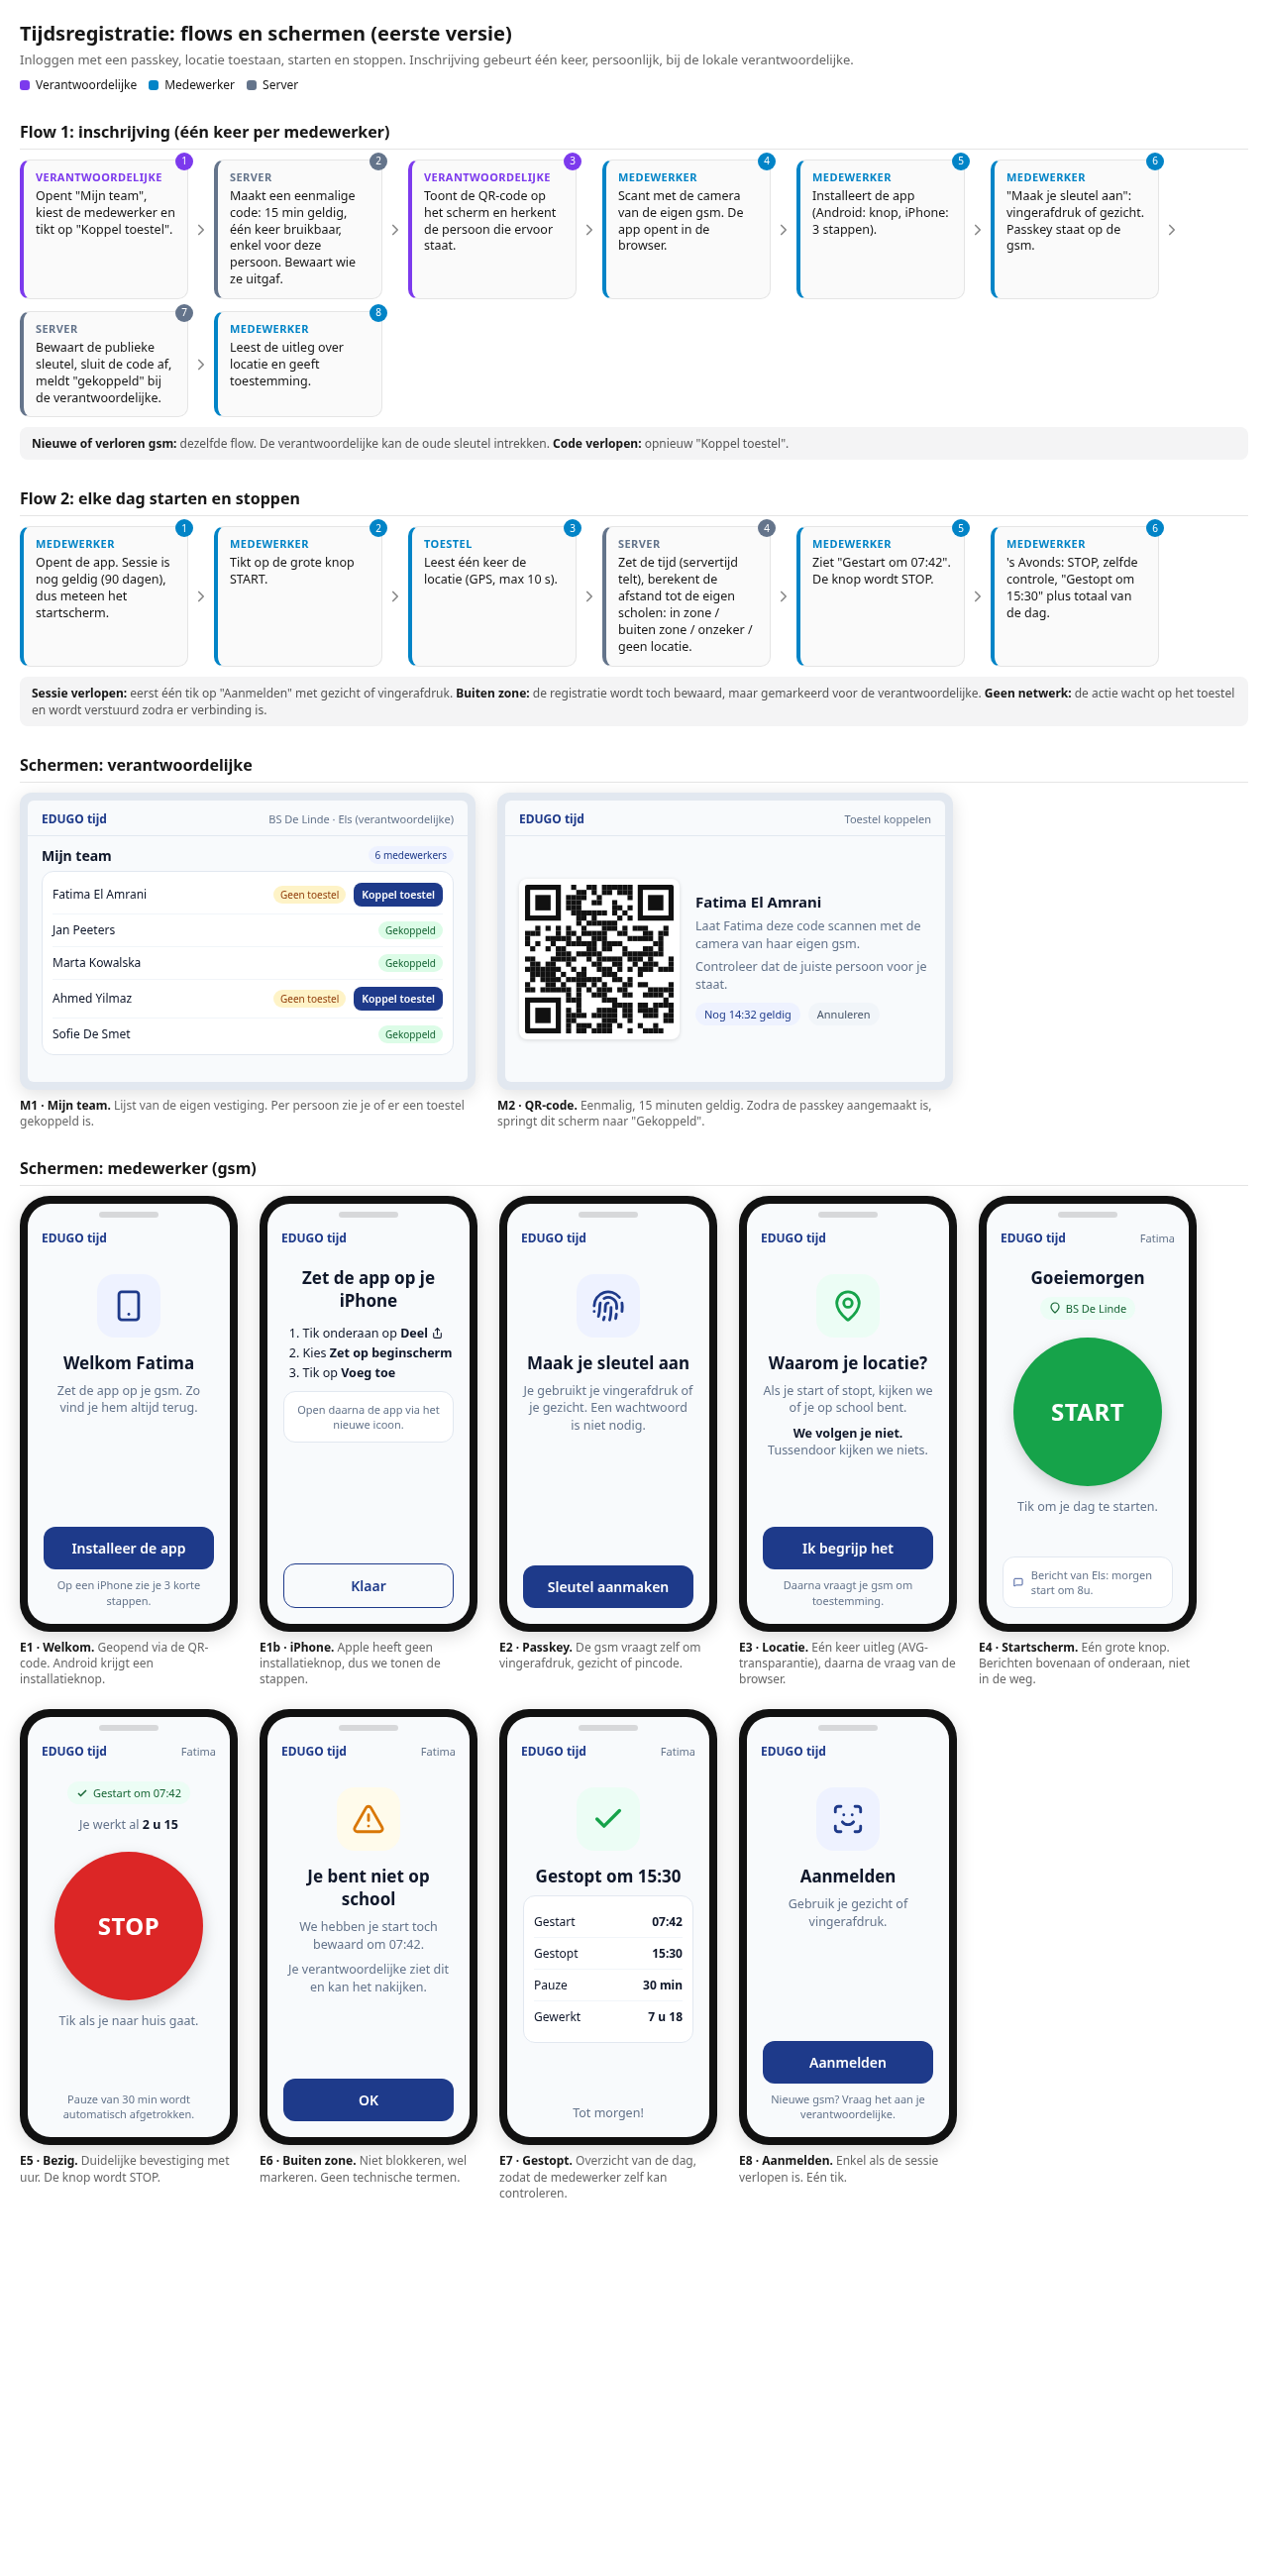 Tijdsregistratie: flows en schermen (eerste versie)
Inloggen met een passkey, locatie toestaan, starten en stoppen. Inschrijving gebeurt één keer, persoonlijk, bij de lokale verantwoordelijke.
Verantwoordelijke Medewerker Server
Flow 1: inschrijving (één keer per medewerker)
1
VERANTWOORDELIJKE
Opent "Mijn team",
kiest de medewerker en
tikt op "Koppel toestel".
2
SERVER
Maakt een eenmalige
code: 15 min geldig,
één keer bruikbaar,
enkel voor deze
persoon. Bewaart wie
ze uitgaf.
3
VERANTWOORDELIJKE
Toont de QR-code op
het scherm en herkent
de persoon die ervoor
staat.
4
MEDEWERKER
Scant met de camera
van de eigen gsm. De
app opent in de
browser.
5
MEDEWERKER
Installeert de app
(Android: knop, iPhone:
3 stappen).
6
MEDEWERKER
"Maak je sleutel aan":
vingerafdruk of gezicht.
Passkey staat op de
gsm.
7
SERVER
Bewaart de publieke
sleutel, sluit de code af,
meldt "gekoppeld" bij
de verantwoordelijke.
8
MEDEWERKER
Leest de uitleg over
locatie en geeft
toestemming.
Nieuwe of verloren gsm: dezelfde flow. De verantwoordelijke kan de oude sleutel intrekken. Code verlopen: opnieuw "Koppel toestel".
Flow 2: elke dag starten en stoppen
1
MEDEWERKER
Opent de app. Sessie is
nog geldig (90 dagen),
dus meteen het
startscherm.
2
MEDEWERKER
Tikt op de grote knop
START.
3
TOESTEL
Leest één keer de
locatie (GPS, max 10 s).
4
SERVER
Zet de tijd (servertijd
telt), berekent de
afstand tot de eigen
scholen: in zone /
buiten zone / onzeker /
geen locatie.
5
MEDEWERKER
Ziet "Gestart om 07:42".
De knop wordt STOP.
6
MEDEWERKER
's Avonds: STOP, zelfde
controle, "Gestopt om
15:30" plus totaal van
de dag.
Sessie verlopen: eerst één tik op "Aanmelden" met gezicht of vingerafdruk. Buiten zone: de registratie wordt toch bewaard, maar gemarkeerd voor de verantwoordelijke. Geen netwerk: de actie wacht op het toestel
en wordt verstuurd zodra er verbinding is.
Schermen: verantwoordelijke
EDUGO tijd BS De Linde · Els (verantwoordelijke)
Mijn team 6 medewerkers
Fatima El Amrani Geen toestel Koppel toestel
Jan Peeters Gekoppeld
Marta Kowalska Gekoppeld
Ahmed Yilmaz Geen toestel Koppel toestel
Sofie De Smet Gekoppeld
M1 · Mijn team. Lijst van de eigen vestiging. Per persoon zie je of er een toestel
gekoppeld is.
EDUGO tijd Toestel koppelen
Fatima El Amrani
Laat Fatima deze code scannen met de
camera van haar eigen gsm.
Controleer dat de juiste persoon voor je
staat.
Nog 14:32 geldig Annuleren
M2 · QR-code. Eenmalig, 15 minuten geldig. Zodra de passkey aangemaakt is,
springt dit scherm naar "Gekoppeld".
Schermen: medewerker (gsm)
EDUGO tijd
Welkom Fatima
Zet de app op je gsm. Zo
vind je hem altijd terug.
Installeer de app
Op een iPhone zie je 3 korte
stappen.
E1 · Welkom. Geopend via de QR-
code. Android krijgt een
installatieknop.
EDUGO tijd
Zet de app op je
iPhone
1. Tik onderaan op Deel
2. Kies Zet op beginscherm
3. Tik op Voeg toe
Open daarna de app via het
nieuwe icoon.
Klaar
E1b · iPhone. Apple heeft geen
installatieknop, dus we tonen de
stappen.
EDUGO tijd
Maak je sleutel aan
Je gebruikt je vingerafdruk of
je gezicht. Een wachtwoord
is niet nodig.
Sleutel aanmaken
E2 · Passkey. De gsm vraagt zelf om
vingerafdruk, gezicht of pincode.
EDUGO tijd
Waarom je locatie?
Als je start of stopt, kijken we
of je op school bent.
We volgen je niet.
Tussendoor kijken we niets.
Ik begrijp het
Daarna vraagt je gsm om
toestemming.
E3 · Locatie. Eén keer uitleg (AVG-
transparantie), daarna de vraag van de
browser.
EDUGO tijd Fatima
Goeiemorgen
BS De Linde
START
Tik om je dag te starten.
Bericht van Els: morgen
start om 8u.
E4 · Startscherm. Eén grote knop.
Berichten bovenaan of onderaan, niet
in de weg.
EDUGO tijd Fatima
Gestart om 07:42
Je werkt al 2 u 15
STOP
Tik als je naar huis gaat.
Pauze van 30 min wordt
automatisch afgetrokken.
E5 · Bezig. Duidelijke bevestiging met
uur. De knop wordt STOP.
EDUGO tijd Fatima
Je bent niet op
school
We hebben je start toch
bewaard om 07:42.
Je verantwoordelijke ziet dit
en kan het nakijken.
OK
E6 · Buiten zone. Niet blokkeren, wel
markeren. Geen technische termen.
EDUGO tijd Fatima
Gestopt om 15:30
Gestart 07:42
Gestopt 15:30
Pauze 30 min
Gewerkt 7 u 18
Tot morgen!
E7 · Gestopt. Overzicht van de dag,
zodat de medewerker zelf kan
controleren.
EDUGO tijd
Aanmelden
Gebruik je gezicht of
vingerafdruk.
Aanmelden
Nieuwe gsm? Vraag het aan je
verantwoordelijke.
E8 · Aanmelden. Enkel als de sessie
verlopen is. Eén tik.